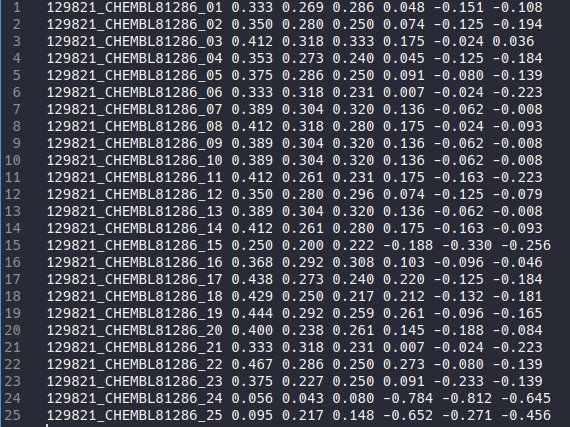 1 129821_CHEMBL81286_01 0.333 0.269 0.286 0.048 -0.151 -0.108
2 129821_CHEMBL81286_02 0.350 0.280 0.250 0.074 -0.125 -0.194
3 129821_CHEMBL81286_03 0.412 0.318 0.333 0.175 -0.024 0.036
4 129821_CHEMBL81286_04 0.353 0.273 0.240 0.045 -0.125 -0.184
5 129821_CHEMBL81286_05 0.375 0.286 0.250 0.091 -0.080 -0.139
6 129821_CHEMBL81286_06 0.333 0.318 0.231 0.007 -0.024 -0.223
7 129821_CHEMBL81286_07 0.389 0.304 0.320 0.136 -0.062 -0.008
8 129821_CHEMBL81286_08 0.412 0.318 0.280 0.175 -0.024 -0.093
9 129821_CHEMBL81286_09 0.389 0.304 0.320 0.136 -0.062 -0.008
10 129821_CHEMBL81286_10 0.389 0.304 0.320 0.136 -0.062 -0.008
11 129821_CHEMBL81286_11 0.412 0.261 0.231 0.175 -0.163 -0.223
12 129821_CHEMBL81286_12 0.350 0.280 0.296 0.074 -0.125 -0.079
13 129821_CHEMBL81286_13 0.389 0.304 0.320 0.136 -0.062 -0.008
14 129821_CHEMBL81286_14 0.412 0.261 0.280 0.175 -0.163 -0.093
15 129821_CHEMBL81286_15 0.250 0.200 0.222 -0.188 -0.330 -0.256
16 129821_CHEMBL81286_16 0.368 0.292 0.308 0.103 -0.096 -0.046
17 129821_CHEMBL81286_17 0.438 0.273 0.240 0.220 -0.125 -0.184
18 129821_CHEMBL81286_18 0.429 0.250 0.217 0.212 -0.132 -0.181
19 129821_CHEMBL81286_19 0.444 0.292 0.259 0.261 -0.096 -0.165
20 129821_CHEMBL81286_20 0.400 0.238 0.261 0.145 -0.188 -0.084
21 129821_CHEMBL81286_21 0.333 0.318 0.231 0.007 -0.024 -0.223
22 129821_CHEMBL81286_22 0.467 0.286 0.250 0.273 -0.080 -0.139
23 129821_CHEMBL81286_23 0.375 0.227 0.250 0.091 -0.233 -0.139
24 129821_CHEMBL81286_24 0.056 0.043 0.080 -0.784 -0.812 -0.645
25 129821_CHEMBL81286_25 0.095 0.217 0.148 -0.652 -0.271 -0.456